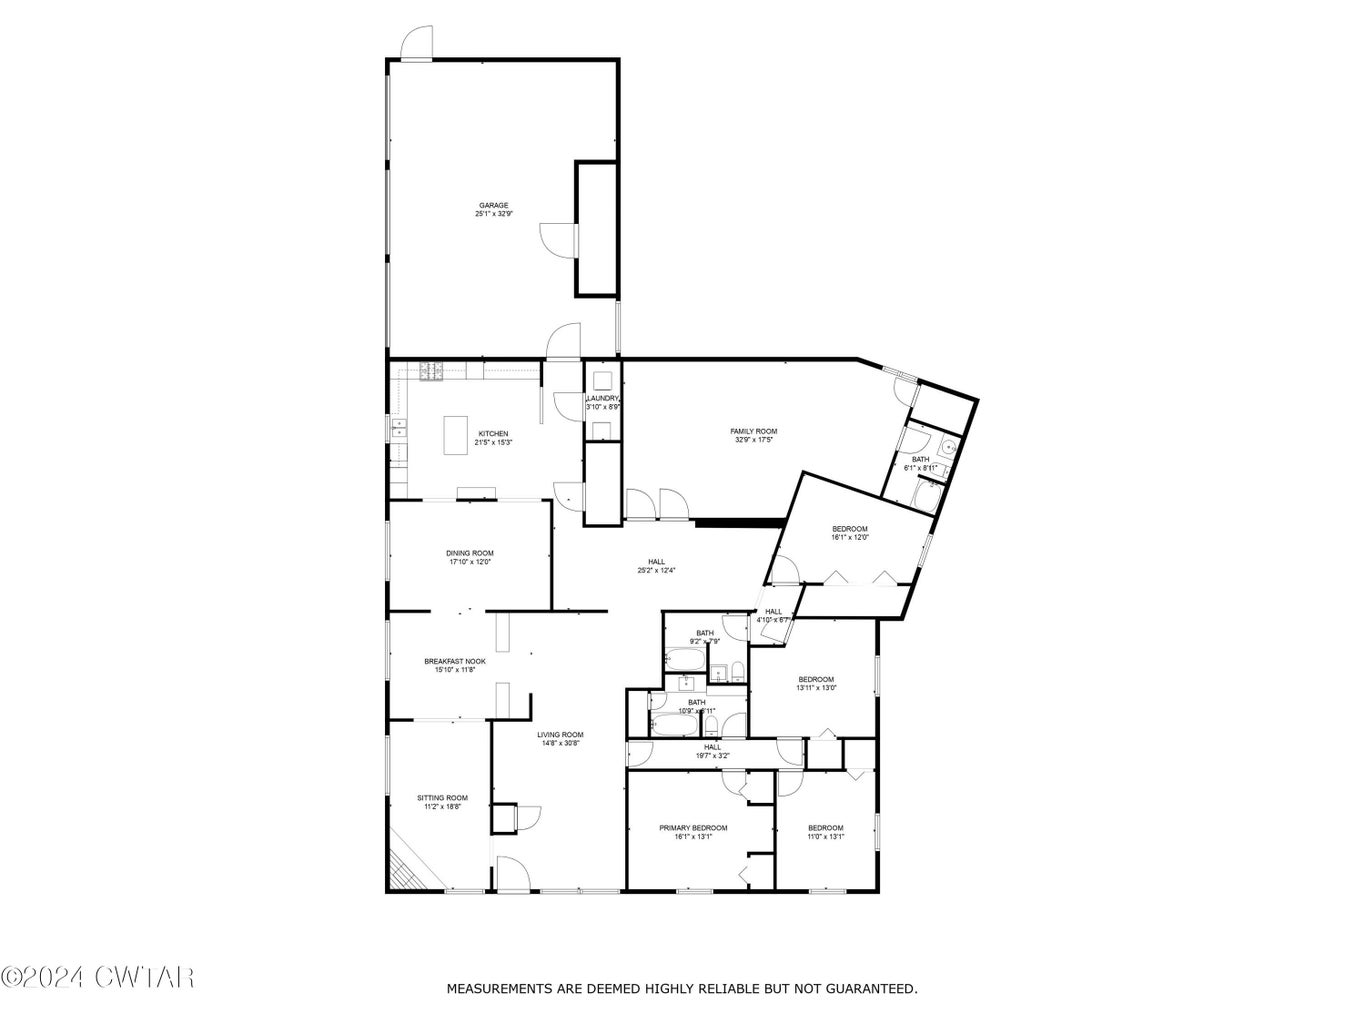 GARAGE
25'1" x 32'9"
LAUNDRY
3'10" x 8'9"
KITCHEN
21'5" x 15'3"
FAMILY ROOM
32'9" x 17'5"
BATH
6'1" x 8'11"
BEDROOM
16'1" x 12'0"
DINING ROOM
17'10" x 12'0"
HALL
25'2" x 12'4"
HALL
4'10" x 6'7"
BATH
9'2" x 7'9"
BREAKFAST NOOK
15'10" x 11'8"
BEDROOM
13'11" x 13'0"
BATH
LIVING ROOM
14'8" x 30'8"
HALL
19'7" x 3'2"
SITTING ROOM
11'2" x 18'8"
PRIMARY BEDROOM
16'1" x 13'1"
BEDROOM
11'0" x 13'1"
©2024 CWTAR
MEASUREMENTS ARE DEEMED HIGHLY RELIABLE BUT NOT GUARANTEED.